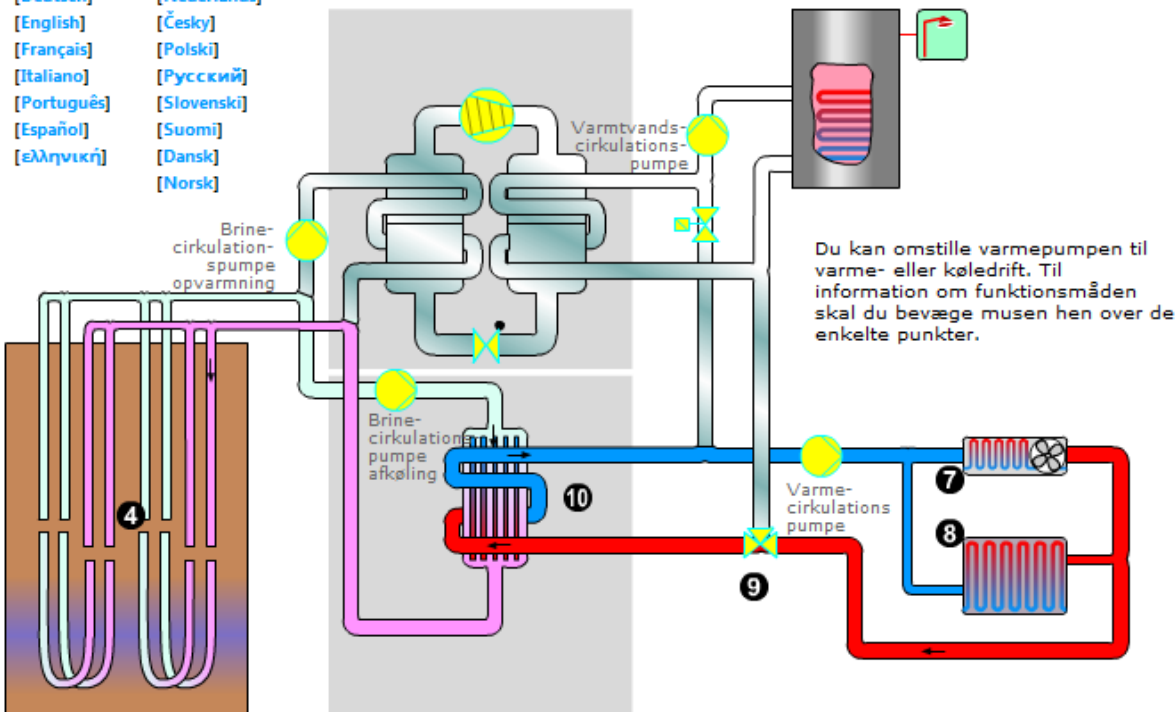 [Deutsch]
[Nederlands]
[English]
[Česky]
[Français]
[Polski]
[Italiano]
[Русский]
[Português]
[Slovenski]
[Español]
[Suomi]
[ελληνική]
[Dansk]
[Norsk]
Varmtvands-
cirkulations-
pumpe
Brine-
cirkulation-
spumpe
opvarmning
Du kan omstille varmepumpen til
varme- eller køledrift. Til
information om funktionsmåden
skal du bevæge musen hen over de
enkelte punkter.
Brine-
cirkulations
pumpe
afkøling
Varme-
cirkulations
pumpe
4
7
8
9
10